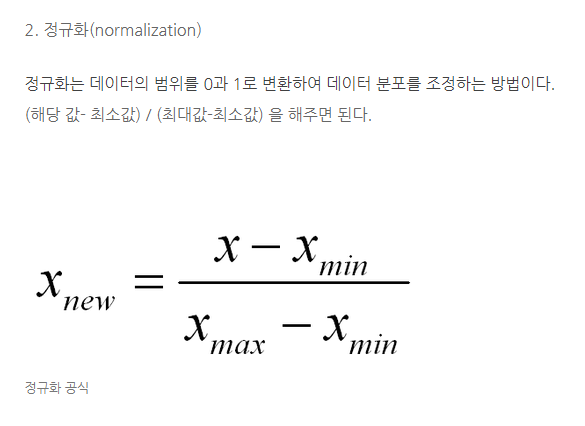 2. 정규화(normalization)
정규화는 데이터의 범위를 0과 1로 변환하여 데이터 분포를 조정하는 방법이다.
(해당 값- 최소값) / (최대값-최소값) 을 해주면 된다.
x_new = (x − x_min) / (x_max − x_min)
정규화 공식